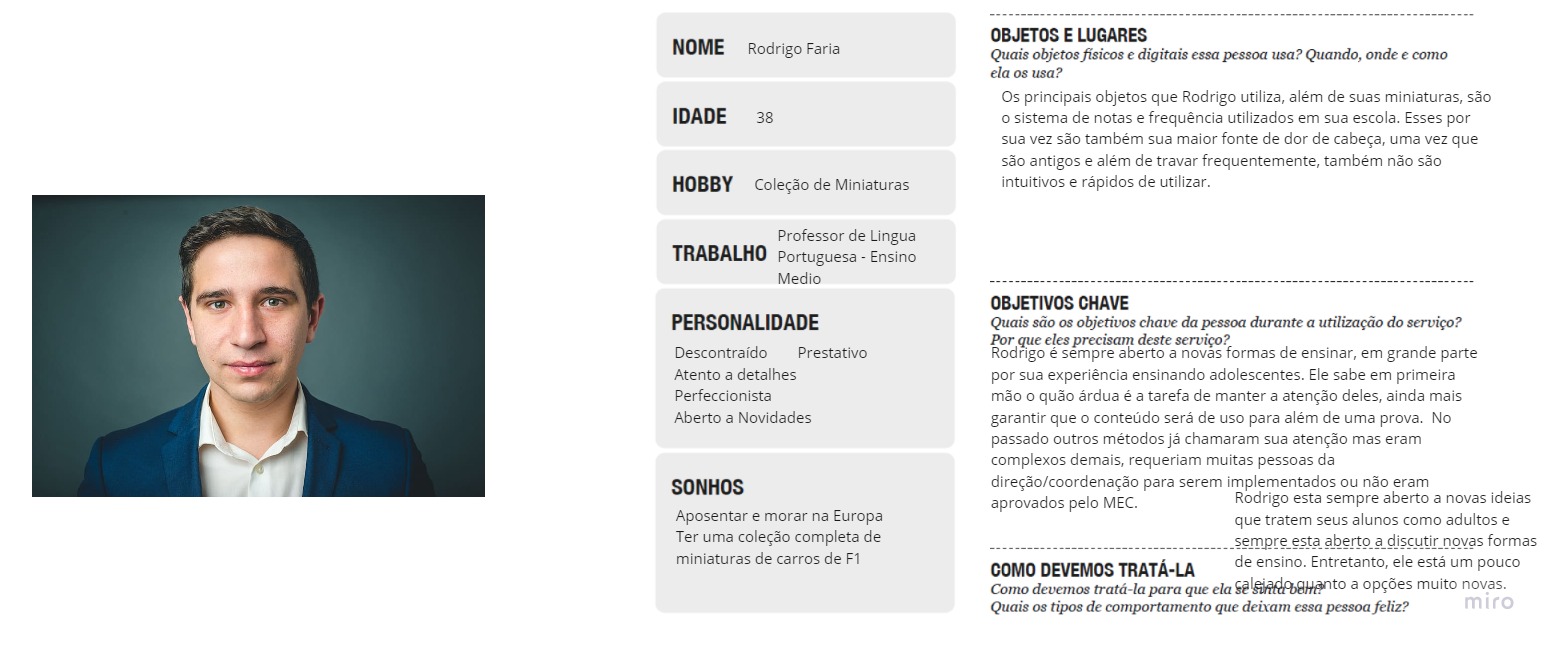 NOME Rodrigo Faria
IDADE 38
HOBBY Coleção de Miniaturas
TRABALHO Professor de Lingua
Portuguesa - Ensino
Medio
PERSONALIDADE
Descontraído Prestativo
Atento a detalhes
Perfeccionista
Aberto a Novidades
SONHOS
Aposentar e morar na Europa
Ter uma coleção completa de
miniaturas de carros de F1
OBJETOS E LUGARES
Quais objetos físicos e digitais essa pessoa usa? Quando, onde e como
ela os usa?
Os principais objetos que Rodrigo utiliza, além de suas miniaturas, são
o sistema de notas e frequência utilizados em sua escola. Esses por
sua vez são também sua maior fonte de dor de cabeça, uma vez que
são antigos e além de travar frequentemente, também não são
intuitivos e rápidos de utilizar.
OBJETIVOS CHAVE
Quais são os objetivos chave da pessoa durante a utilização do serviço?
Por que eles precisam deste serviço?
Rodrigo é sempre aberto a novas formas de ensinar, em grande parte
por sua experiência ensinando adolescentes. Ele sabe em primeira
mão o quão árdua é a tarefa de manter a atenção deles, ainda mais
garantir que o conteúdo será de uso para além de uma prova. No
passado outros métodos já chamaram sua atenção mas eram
complexos demais, requeriam muitas pessoas da
direção/coordenação para serem implementados ou não eram
aprovados pelo MEC.
Rodrigo esta sempre aberto a novas ideias
que tratem seus alunos como adultos e
sempre esta aberto a discutir novas formas
de ensino. Entretanto, ele está um pouco
calejado quanto a opções muito novas.
COMO DEVEMOS TRATÁ-LA
Como devemos tratá-la para que ela se sinta bem?
Quais os tipos de comportamento que deixam essa pessoa feliz?
miro